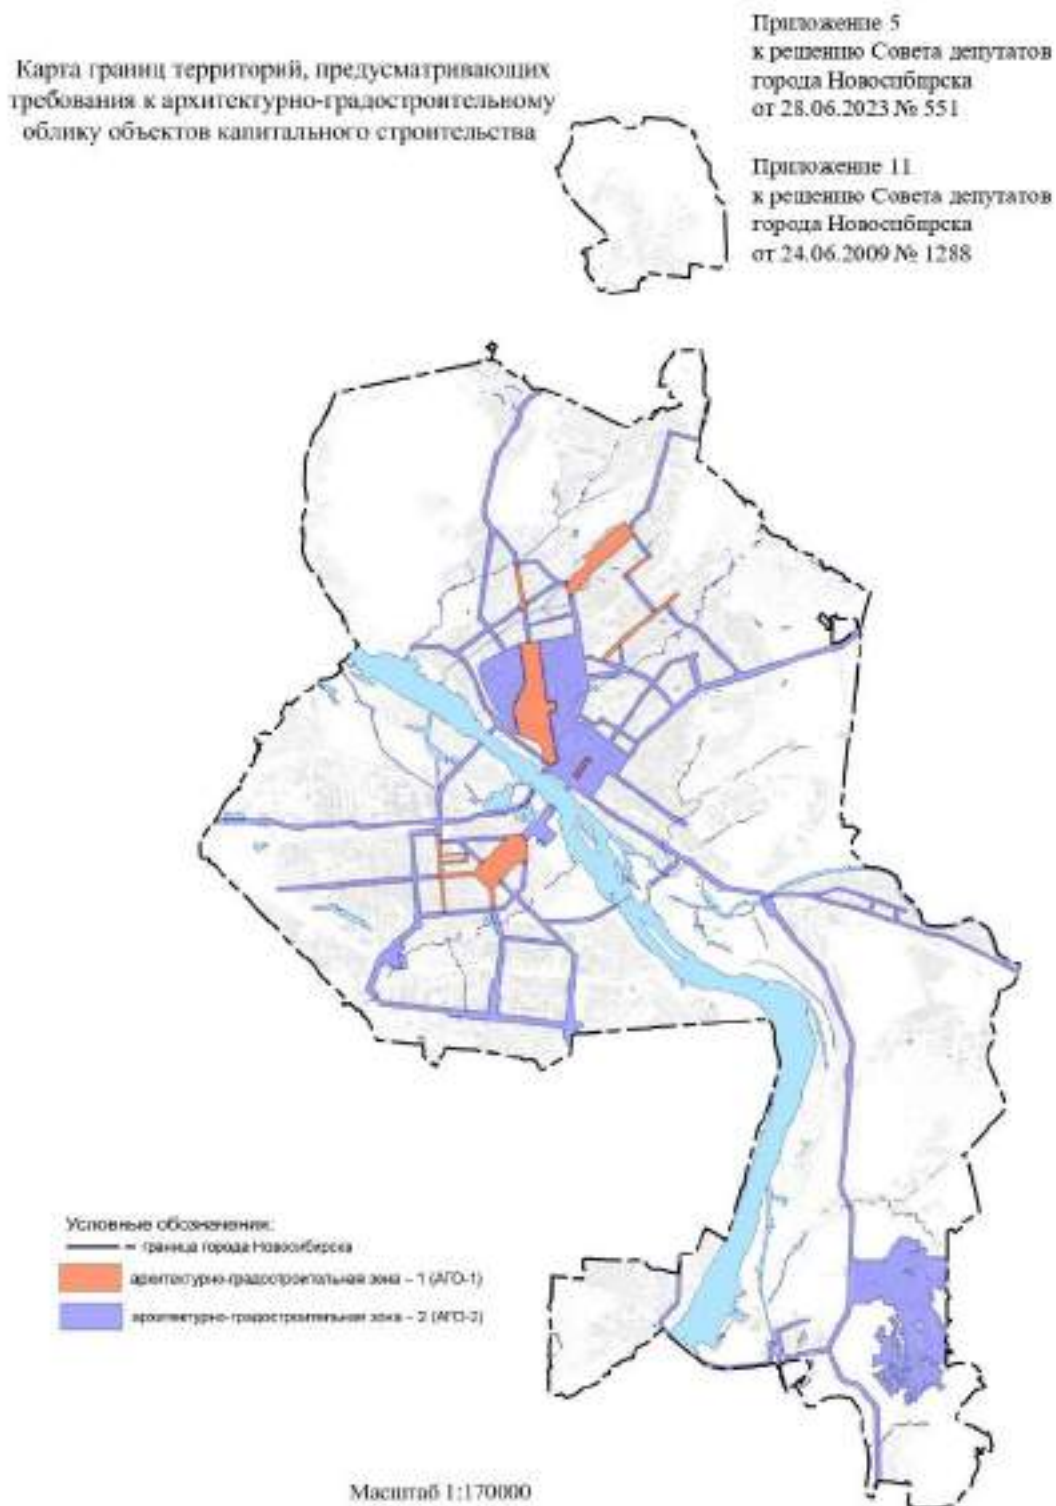 Приложение 5
к решению Совета депутатов
города Новосибирска
от 28.06.2023 № 551
Карта границ территорий, предусматривающих
требования к архитектурно-градостроительному
облику объектов капитального строительства
Приложение 11
к решению Совета депутатов
города Новосибирска
от 24.06.2009 № 1288
Условные обозначения:
граница города Новосибирска
архитектурно-градостроительная зона – 1 (АГО-1)
архитектурно-градостроительная зона – 2 (АГО-2)
Масштаб 1:170000